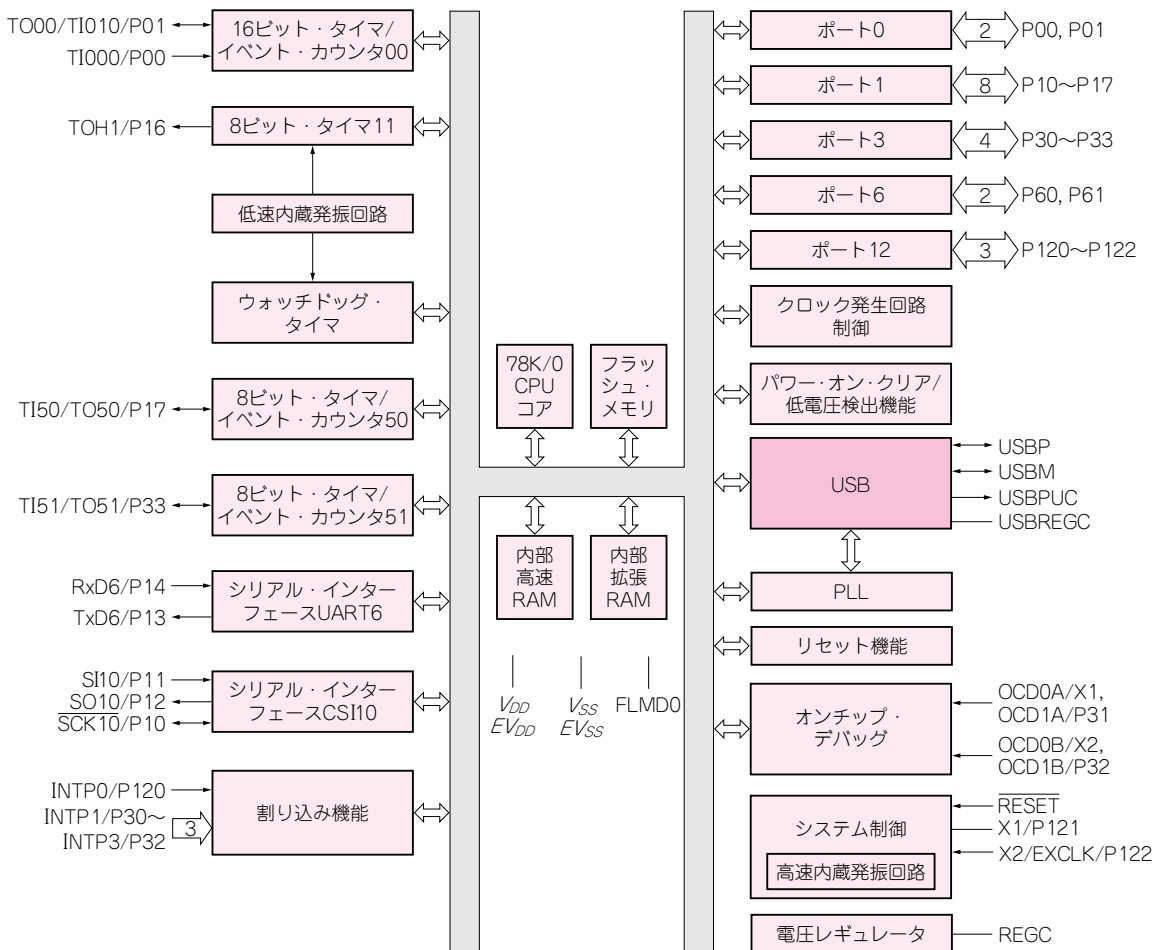 TO00/TI010/P01
TI000/P00
16ビット・タイマ/
イベント・カウンタ00
TOH1/P16
8ビット・タイマ11
低速内蔵発振回路
ウォッチドッグ・
タイマ
TI50/TO50/P17
8ビット・タイマ/
イベント・カウンタ50
TI51/TO51/P33
8ビット・タイマ/
イベント・カウンタ51
RxD6/P14
TxD6/P13
シリアル・インター
フェースUART6
SI10/P11
SO10/P12
SCK10/P10
シリアル・インター
フェースCSI10
INTP0/P120
INTP1/P30〜
INTP3/P32
3
割り込み機能
78K/0
CPU
コア
フラッ
シュ・
メモリ
内部
高速
RAM
内部
拡張
RAM
VDD
EVDD
VSS
EVSS
FLMD0
ポート0
2
P00, P01
ポート1
8
P10〜P17
ポート3
4
P30〜P33
ポート6
2
P60, P61
ポート12
3
P120〜P122
クロック発生回路
制御
パワー・オン・クリア/
低電圧検出機能
USB
USBP
USBM
USBPUC
USBREGC
PLL
リセット機能
オンチップ・
デバッグ
OCD0A/X1,
OCD1A/P31
OCD0B/X2,
OCD1B/P32
システム制御
高速内蔵発振回路
RESET
X1/P121
X2/EXCLK/P122
電圧レギュレータ
REGC